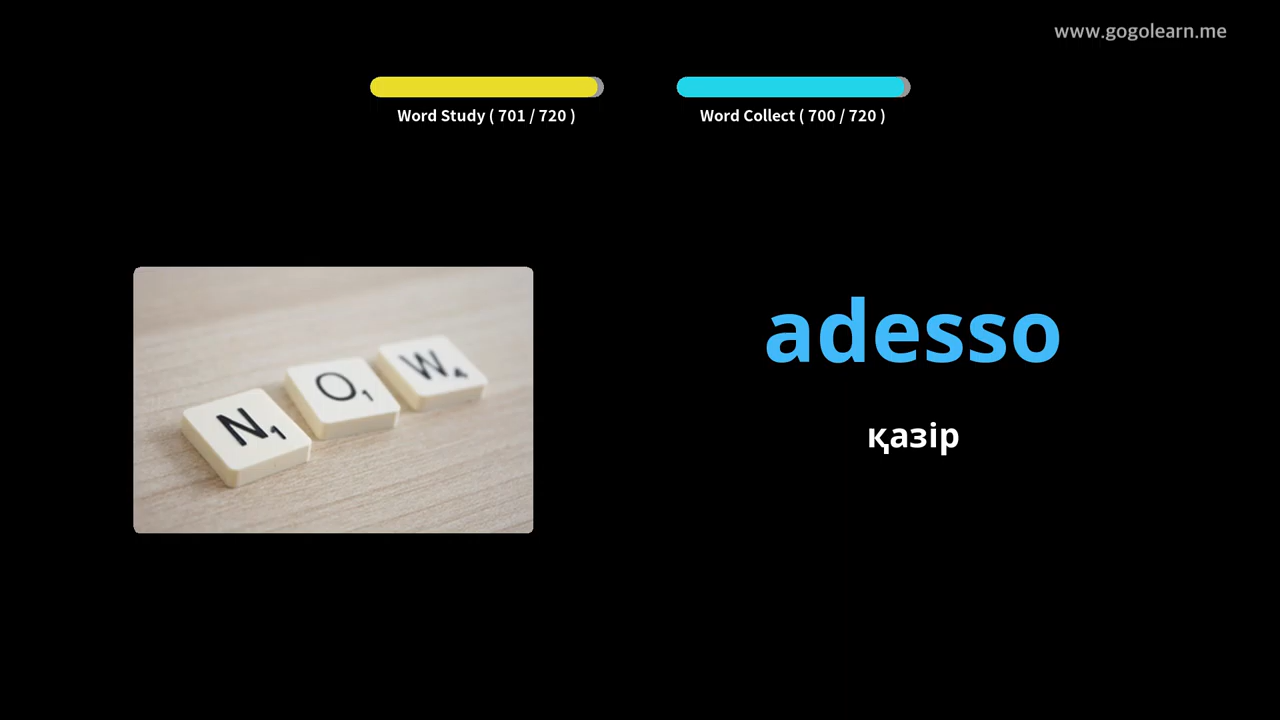 www.gogolearn.me
Word Study ( 701 / 720 )
Word Collect ( 700 / 720 )
N1 O1 W4
adesso
қазір